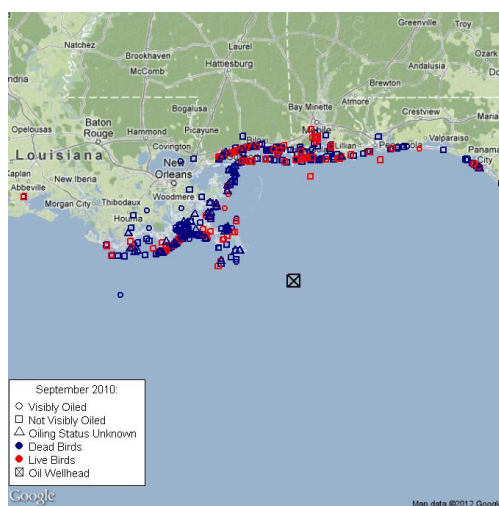 Greenville
Troy
Natchez
Laurel
Brookhaven
Ozark
Andalusia
McComb
Hattiesburg
Brewton
Atmore
Bogalusa
Bay Minette
Crestview
Opelousas
Baton
Rouge
Hammond
Picayune
Mobile
Covington
Biloxi
Lillian
Pensacola
Valparaiso
Louisiana
Panama
City
Kaplan
New Iberia
New
Orleans
Abbeville
Thibodaux
Woodmere
Morgan City
Houma
September 2010:
Visibly Oiled
Not Visibly Oiled
Oiling Status Unknown
Dead Birds
Live Birds
Oil Wellhead
Google
Map data ©2012 Google